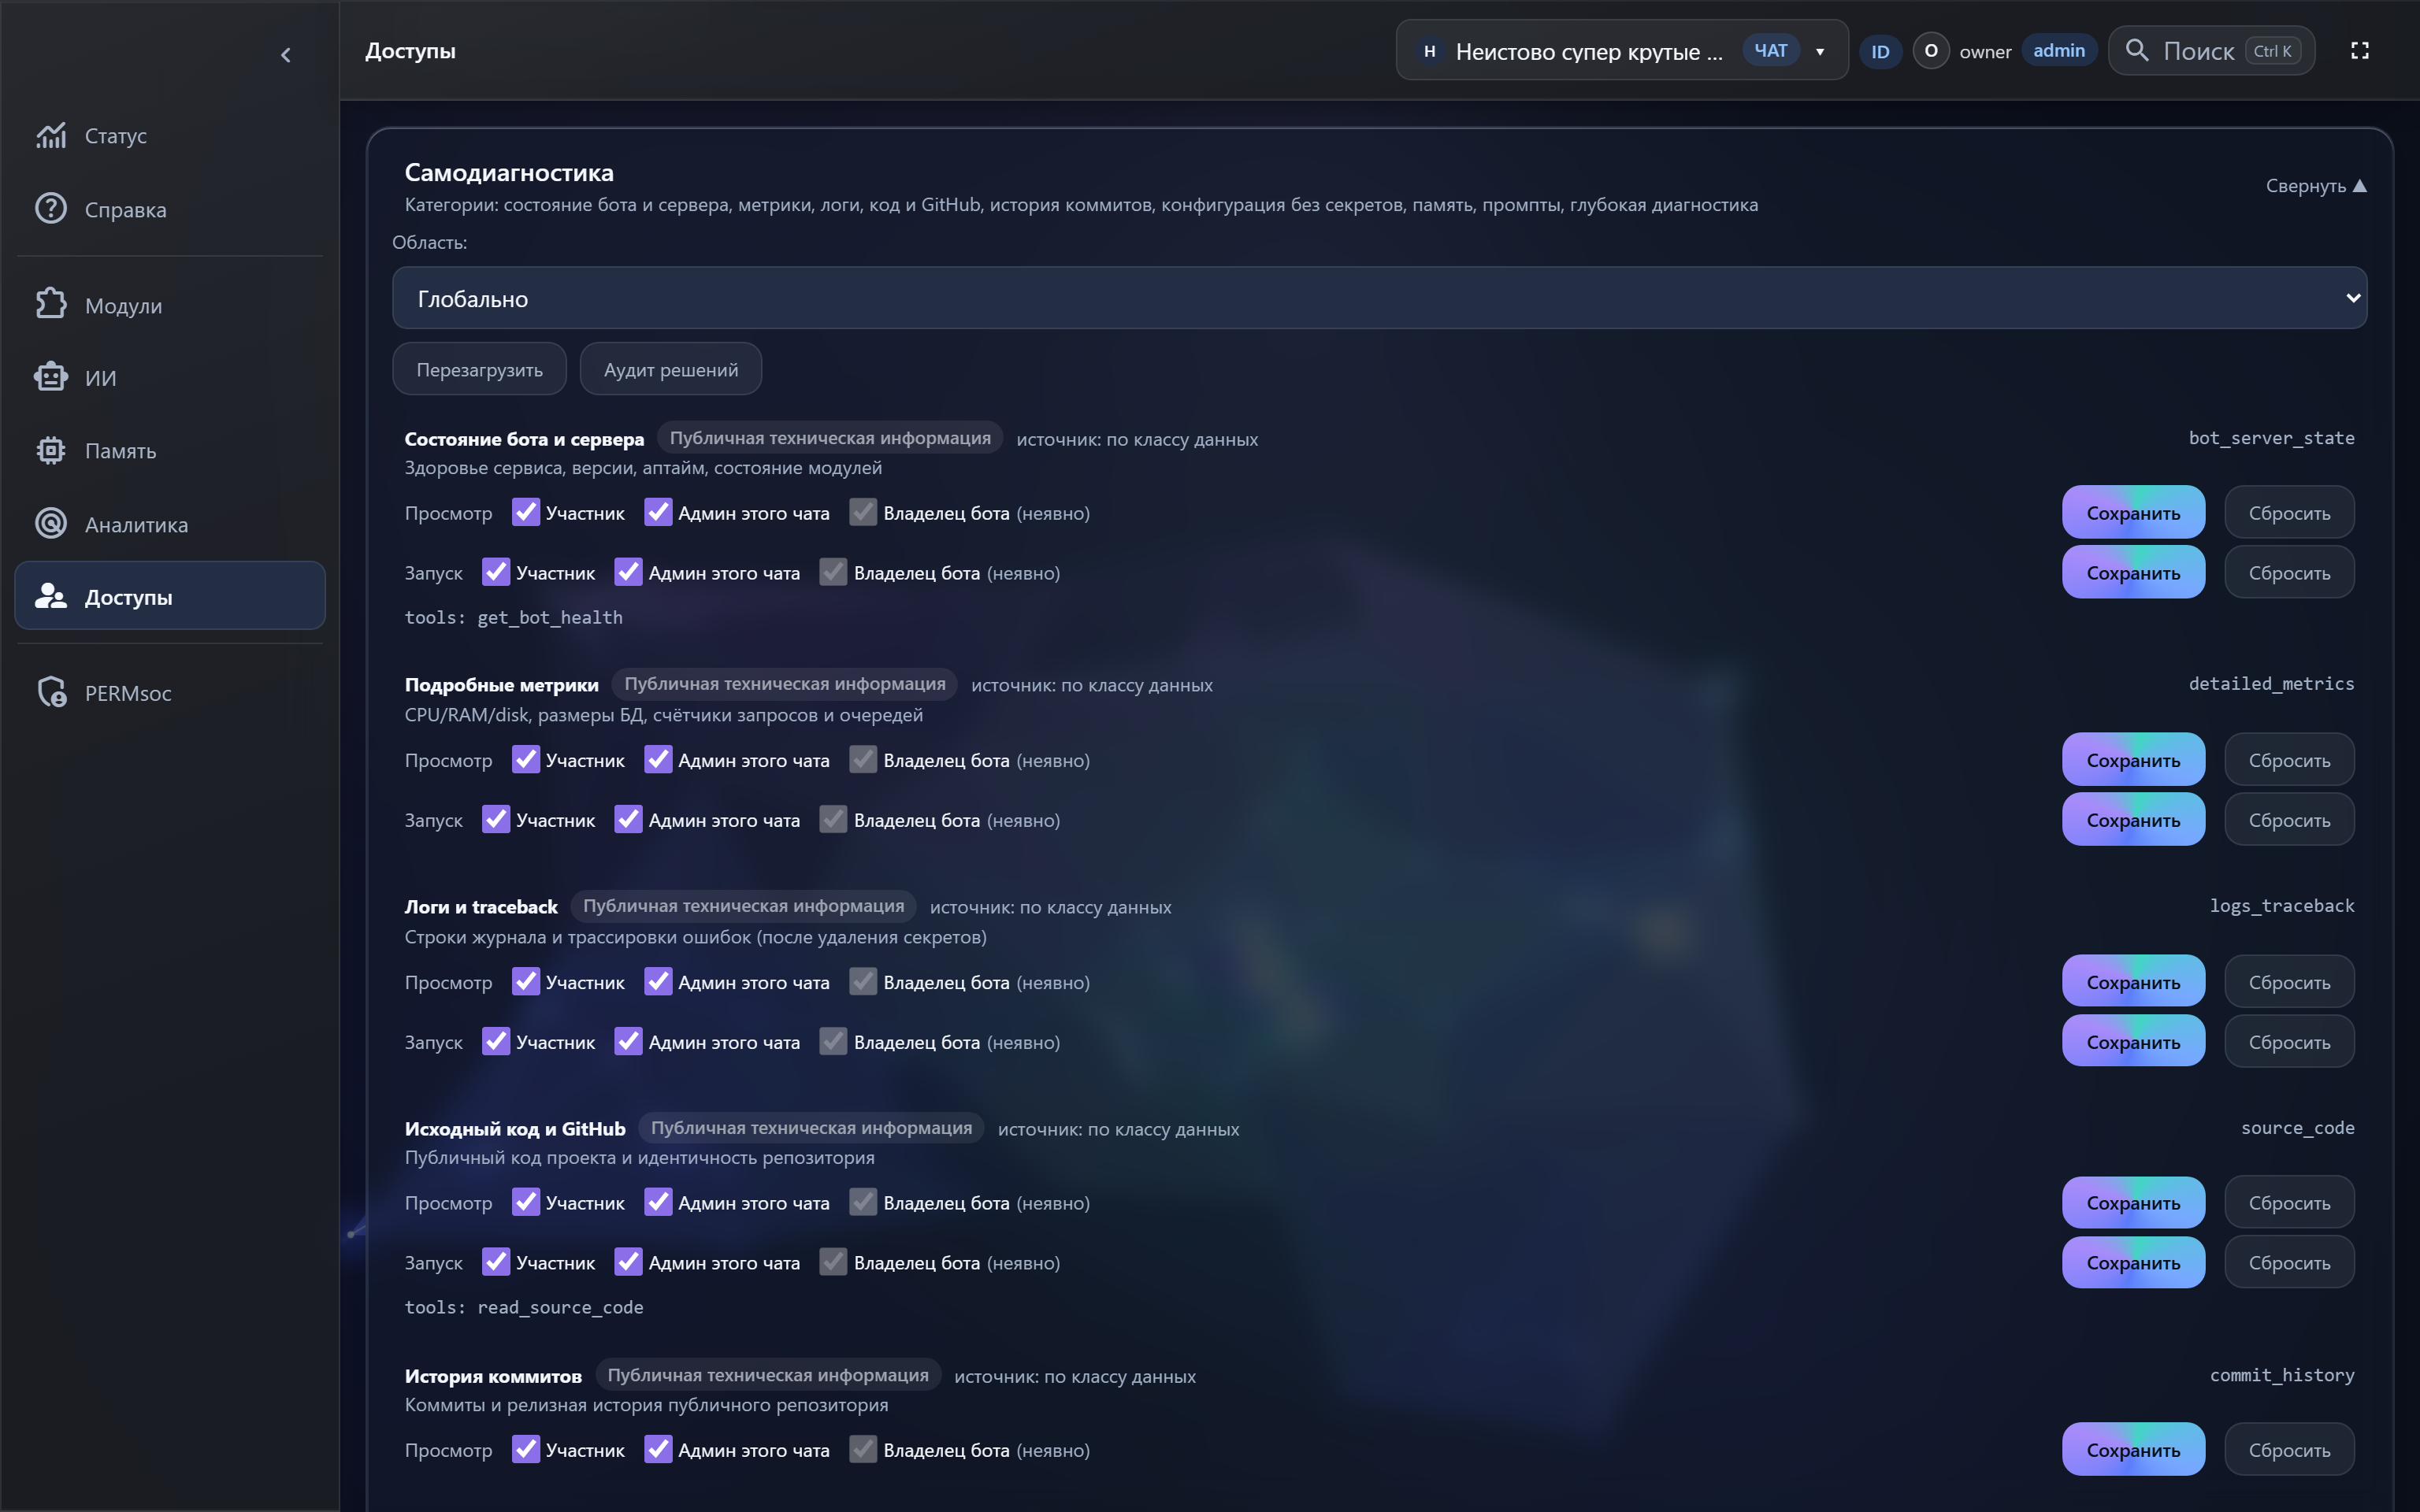 Доступы
Н Неистово супер крутые ... ЧАТ ▼ ID O owner admin Поиск Ctrl K
Статус
Справка
Модули
ИИ
Память
Аналитика
Доступы
PERMsoc
Самодиагностика
Категории: состояние бота и сервера, метрики, логи, код и GitHub, история коммитов, конфигурация без секретов, память, промпты, глубокая диагностика
Свернуть ▲
Область:
Глобально
Перезагрузить Аудит решений
Состояние бота и сервера Публичная техническая информация источник: по классу данных bot_server_state
Здоровье сервиса, версии, аптайм, состояние модулей
Просмотр Участник Админ этого чата Владелец бота (неявно) Сохранить Сбросить
Запуск Участник Админ этого чата Владелец бота (неявно) Сохранить Сбросить
tools: get_bot_health
Подробные метрики Публичная техническая информация источник: по классу данных detailed_metrics
CPU/RAM/disk, размеры БД, счётчики запросов и очередей
Просмотр Участник Админ этого чата Владелец бота (неявно) Сохранить Сбросить
Запуск Участник Админ этого чата Владелец бота (неявно) Сохранить Сбросить
Логи и traceback Публичная техническая информация источник: по классу данных logs_traceback
Строки журнала и трассировки ошибок (после удаления секретов)
Просмотр Участник Админ этого чата Владелец бота (неявно) Сохранить Сбросить
Запуск Участник Админ этого чата Владелец бота (неявно) Сохранить Сбросить
Исходный код и GitHub Публичная техническая информация источник: по классу данных source_code
Публичный код проекта и идентичность репозитория
Просмотр Участник Админ этого чата Владелец бота (неявно) Сохранить Сбросить
Запуск Участник Админ этого чата Владелец бота (неявно) Сохранить Сбросить
tools: read_source_code
История коммитов Публичная техническая информация источник: по классу данных commit_history
Коммиты и релизная история публичного репозитория
Просмотр Участник Админ этого чата Владелец бота (неявно) Сохранить Сбросить